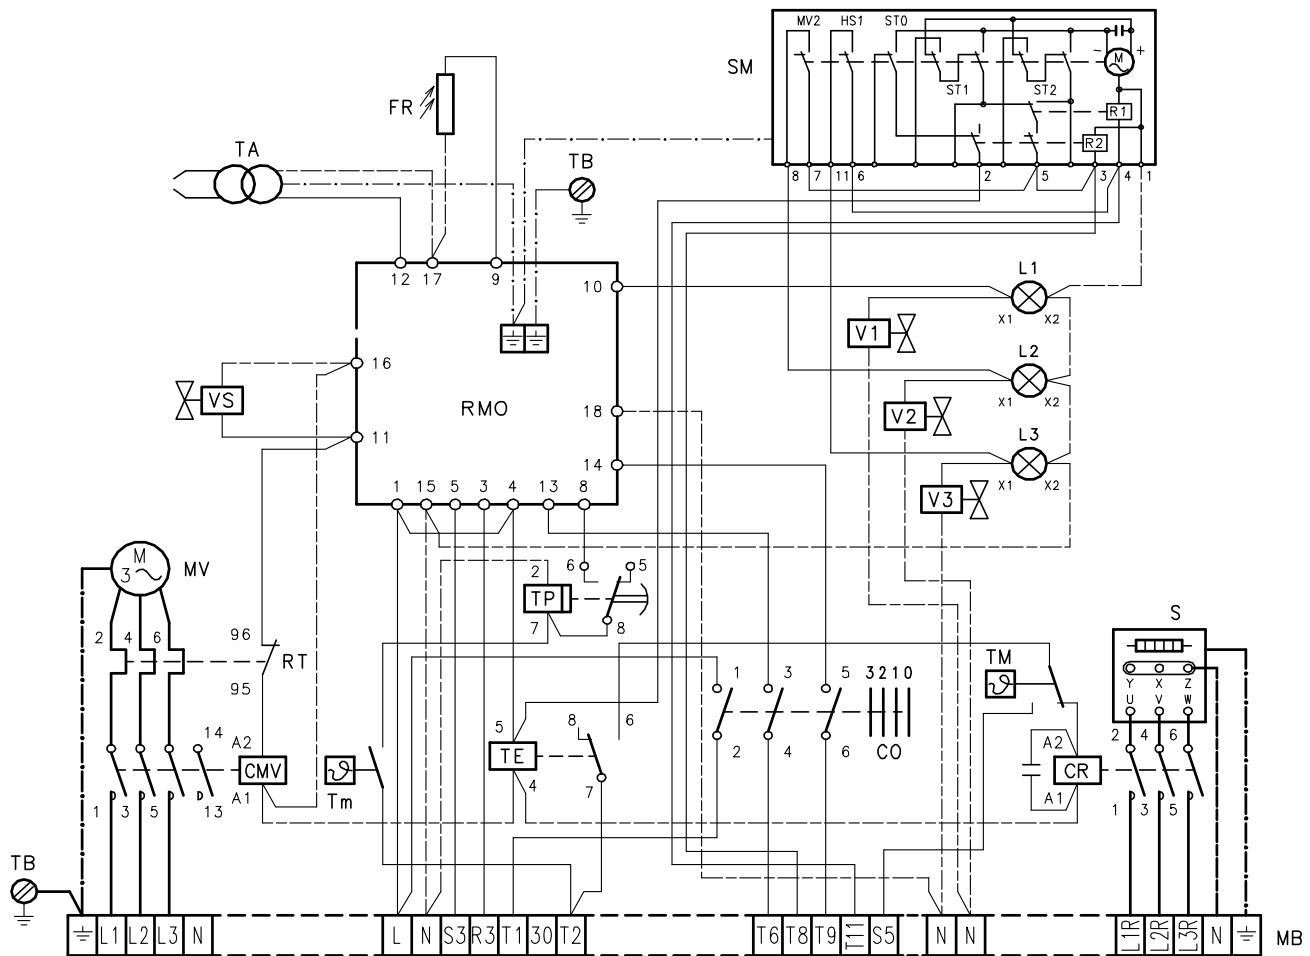 MV2 HS1 ST0
SM
M
- +
ST1 ST2
R1
R2
8 7 11 6 2 5 3 4 1
FR
TA
TB
12 17 9
10
16
18
14
11
RMO
1 15 5 3 4 13 8
VS
L1
X1 X2
V1
L2
X1 X2
V2
L3
X1 X2
V3
M
3
MV
2 4 6
96
RT
95
14 A2
CMV
1 3 5 13 A1
Tm
2
TP
7
6 5
8
5
TE
4
8 6
7
1 3 5 3 2 1 0
2 4 6 CO
TM
A2
CR
A1
S
Y X Z
U V W
2 4 6
1 3 5
TB
L1 L2 L3 N
L N S3 R3 T1 30 T2
T6 T8 T9 T11 S5
N N
L1R L2R L3R N
MB